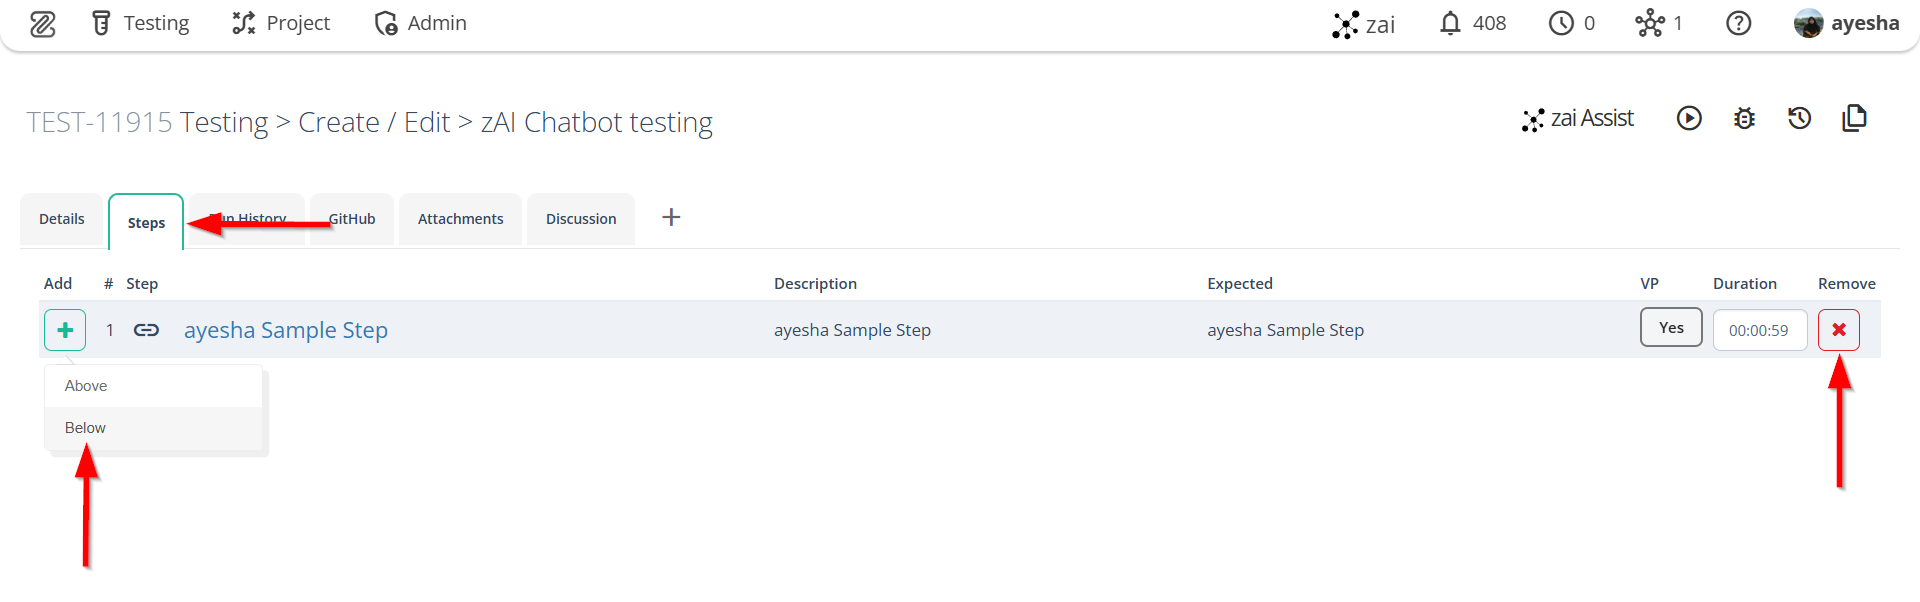 Testing Project Admin zai 408 0 1 ayesha
TEST-11915 Testing > Create / Edit > zAI Chatbot testing
zai Assist
Details Steps Run History GitHub Attachments Discussion
Add # Step Description Expected VP Duration Remove
1 ayesha Sample Step ayesha Sample Step ayesha Sample Step Yes 00:00:59
Above
Below